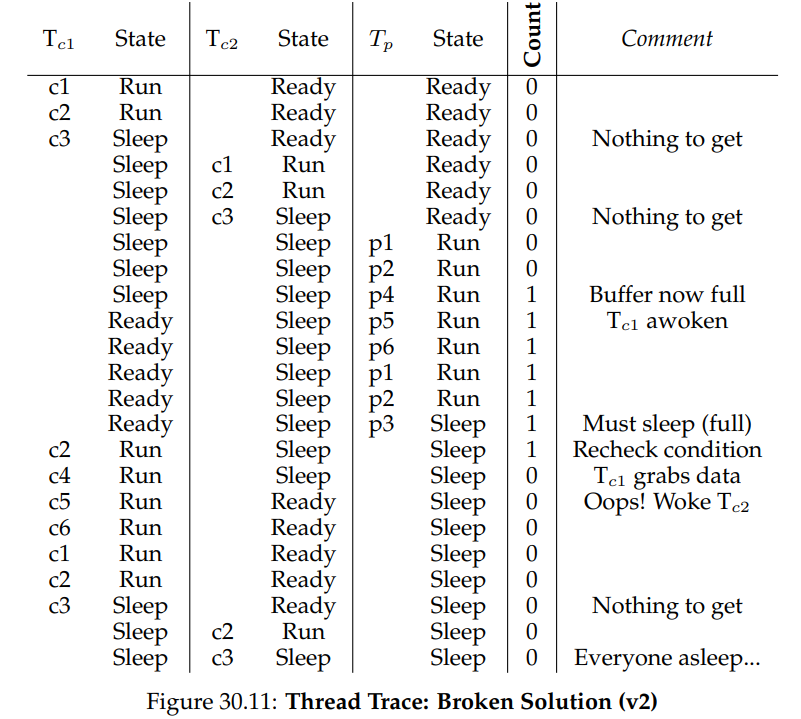 T_c1 State T_c2 State T_p State Count Comment
c1 Run Ready Ready 0
c2 Run Ready Ready 0
c3 Sleep Ready Ready 0 Nothing to get
Sleep c1 Run Ready 0
Sleep c2 Run Ready 0
Sleep c3 Sleep Ready 0 Nothing to get
Sleep Sleep p1 Run 0
Sleep Sleep p2 Run 0
Sleep Sleep p4 Run 1 Buffer now full
Ready Sleep p5 Run 1 T_c1 awoken
Ready Sleep p6 Run 1
Ready Sleep p1 Run 1
Ready Sleep p2 Run 1
Ready Sleep p3 Sleep 1 Must sleep (full)
c2 Run Sleep Sleep 1 Recheck condition
c4 Run Sleep Sleep 0 T_c1 grabs data
c5 Run Ready Sleep 0 Oops! Woke T_c2
c6 Run Ready Sleep 0
c1 Run Ready Sleep 0
c2 Run Ready Sleep 0
c3 Sleep Ready Sleep 0 Nothing to get
Sleep c2 Run Sleep 0
Sleep c3 Sleep Sleep 0 Everyone asleep...
Figure 30.11: Thread Trace: Broken Solution (v2)